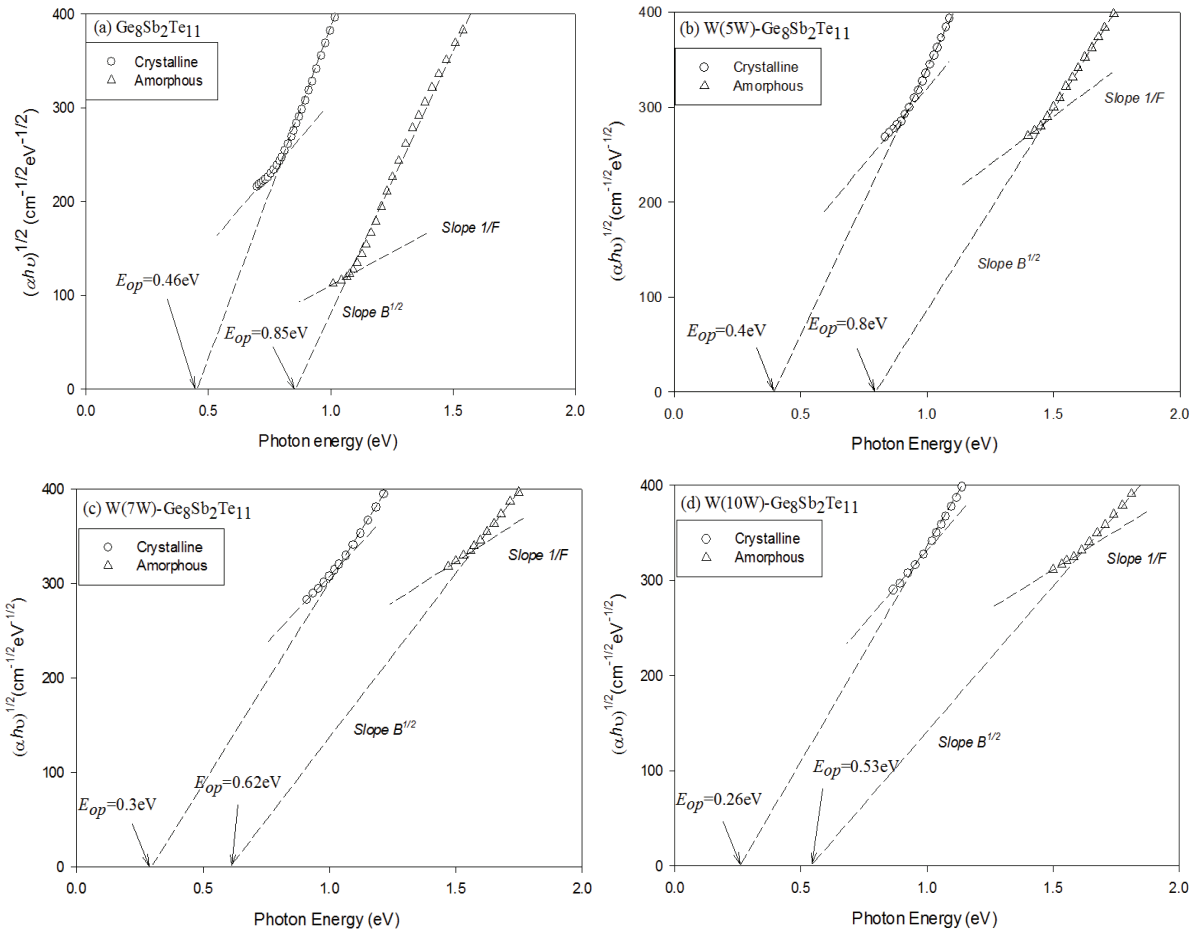 (a) Ge8Sb2Te11
Crystalline
Amorphous
(αhυ)^1/2 (cm^-1/2eV^-1/2)
400
300
200
100
0
Slope 1/F
Slope B^1/2
Eop=0.46eV
Eop=0.85eV
0.0 0.5 1.0 1.5 2.0
Photon energy (eV)
(b) W(5W)-Ge8Sb2Te11
Crystalline
Amorphous
(αhυ)^1/2 (cm^-1/2eV^-1/2)
400
300
200
100
0
Slope 1/F
Slope B^1/2
Eop=0.4eV
Eop=0.8eV
0.0 0.5 1.0 1.5 2.0
Photon Energy (eV)
(c) W(7W)-Ge8Sb2Te11
Crystalline
Amorphous
(αhυ)^1/2(cm^-1/2eV^-1/2)
400
300
200
100
0
Slope 1/F
Slope B^1/2
Eop=0.3eV
Eop=0.62eV
0.0 0.5 1.0 1.5 2.0
Photon Energy (eV)
(d) W(10W)-Ge8Sb2Te11
Crystalline
Amorphous
(αhυ)^1/2(cm^-1/2eV^-1/2)
400
300
200
100
0
Slope 1/F
Slope B^1/2
Eop=0.26eV
Eop=0.53eV
0.0 0.5 1.0 1.5 2.0
Photon Energy (eV)